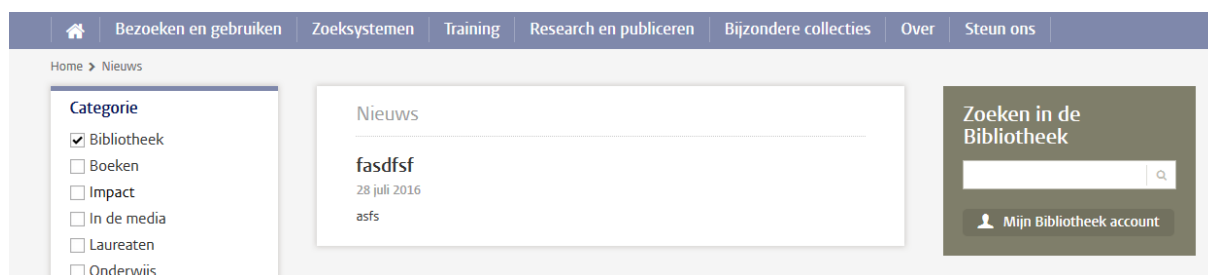 Bezoeken en gebruiken Zoeksystemen Training Research en publiceren Bijzondere collecties Over Steun ons
Home > Nieuws
Categorie
Bibliotheek
Boeken
Impact
In de media
Laureaten
Onderwijs
Nieuws
fasdfsf
28 juli 2016
asfs
Zoeken in de
Bibliotheek
Mijn Bibliotheek account